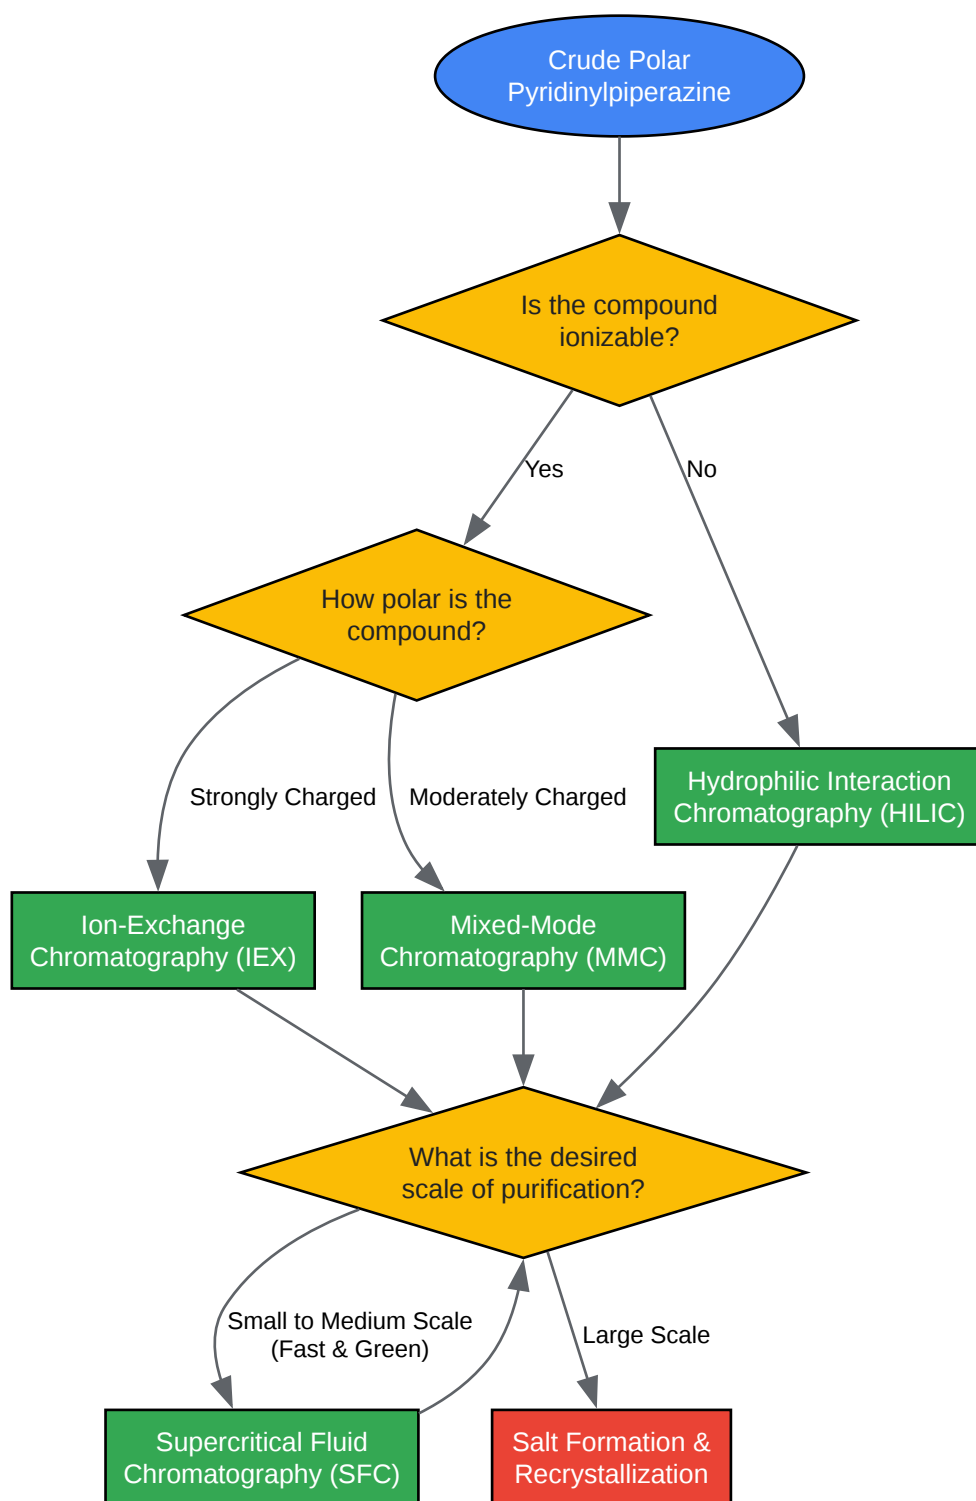 Crude Polar
Pyridinylpiperazine
Is the compound
ionizable?
Yes
No
How polar is the
compound?
Strongly Charged
Moderately Charged
Hydrophilic Interaction
Chromatography (HILIC)
Ion-Exchange
Chromatography (IEX)
Mixed-Mode
Chromatography (MMC)
What is the desired
scale of purification?
Small to Medium Scale
(Fast & Green)
Large Scale
Supercritical Fluid
Chromatography (SFC)
Salt Formation &
Recrystallization